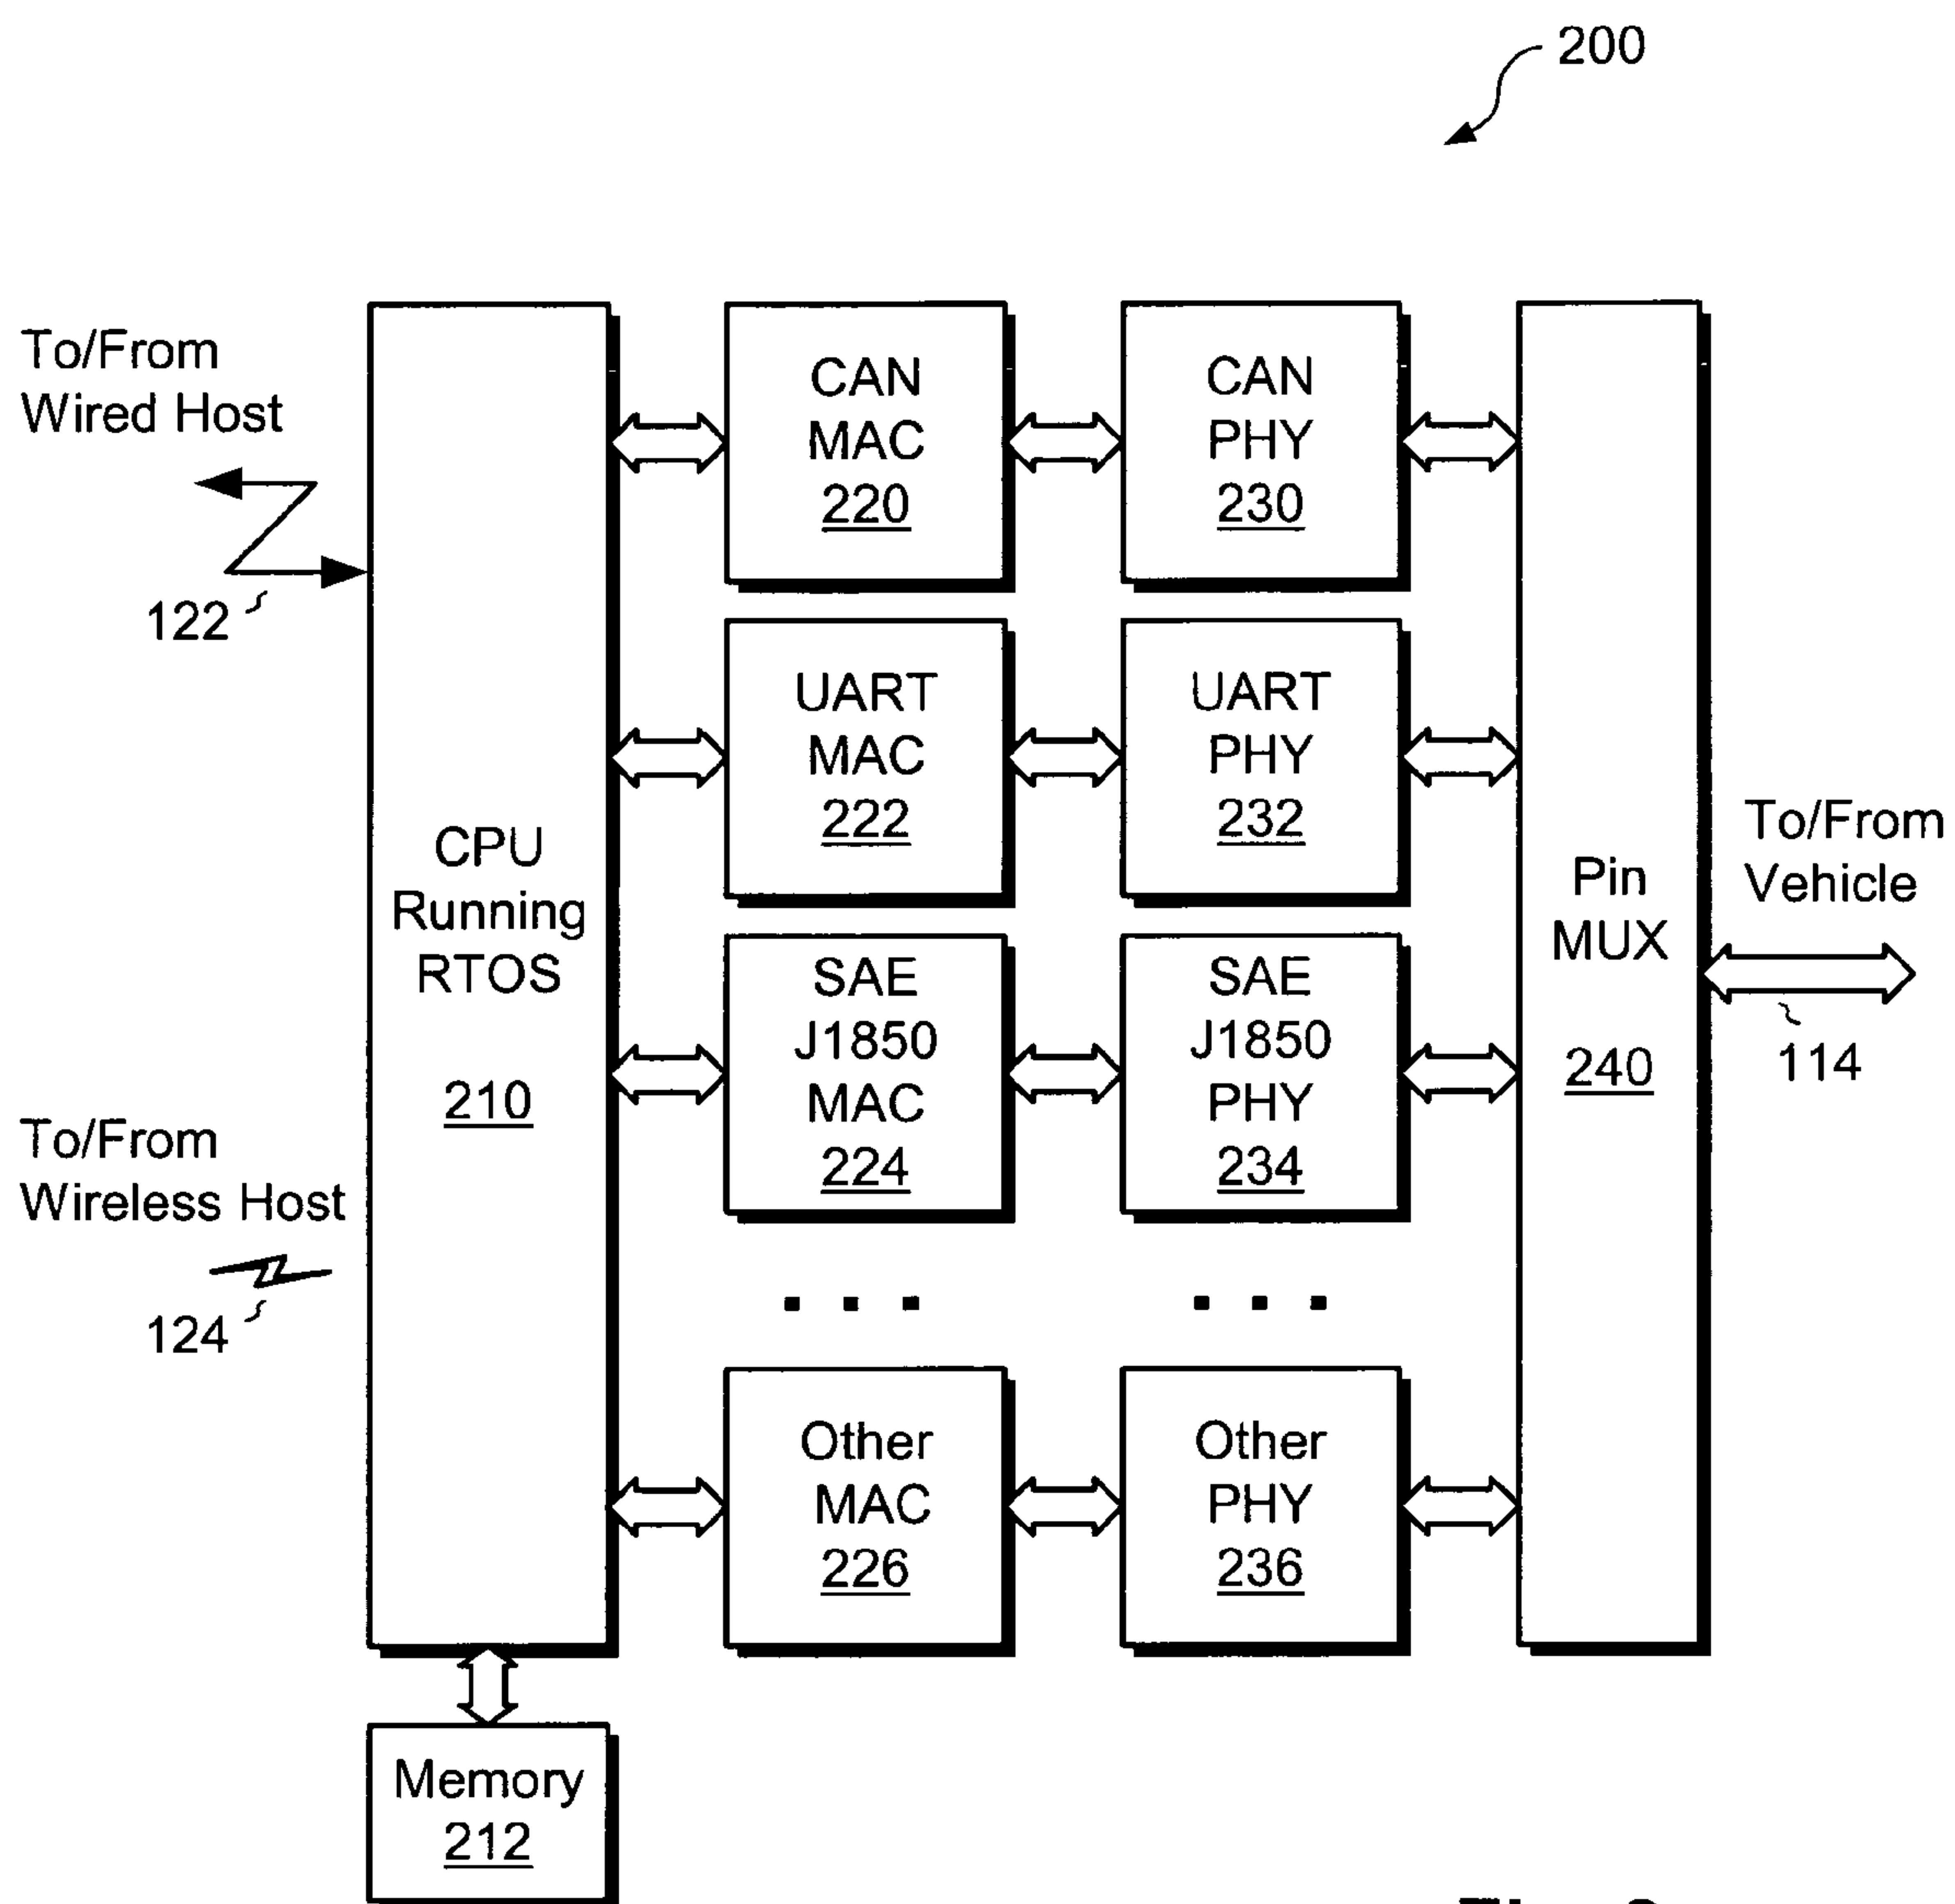 200
To/From
Wired Host
122
CPU
Running
RTOS
210
To/From
Wireless Host
124
Memory
212
CAN
MAC
220
CAN
PHY
230
UART
MAC
222
UART
PHY
232
SAE
J1850
MAC
224
SAE
J1850
PHY
234
. . .
. . .
Other
MAC
226
Other
PHY
236
Pin
MUX
240
To/From
Vehicle
114